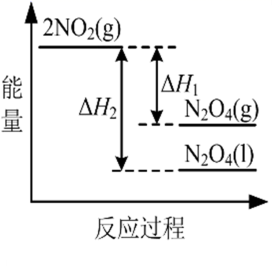 2NO₂(g)
ΔH₁
ΔH₂
N₂O₄(g)
N₂O₄(l)
能量
反应过程